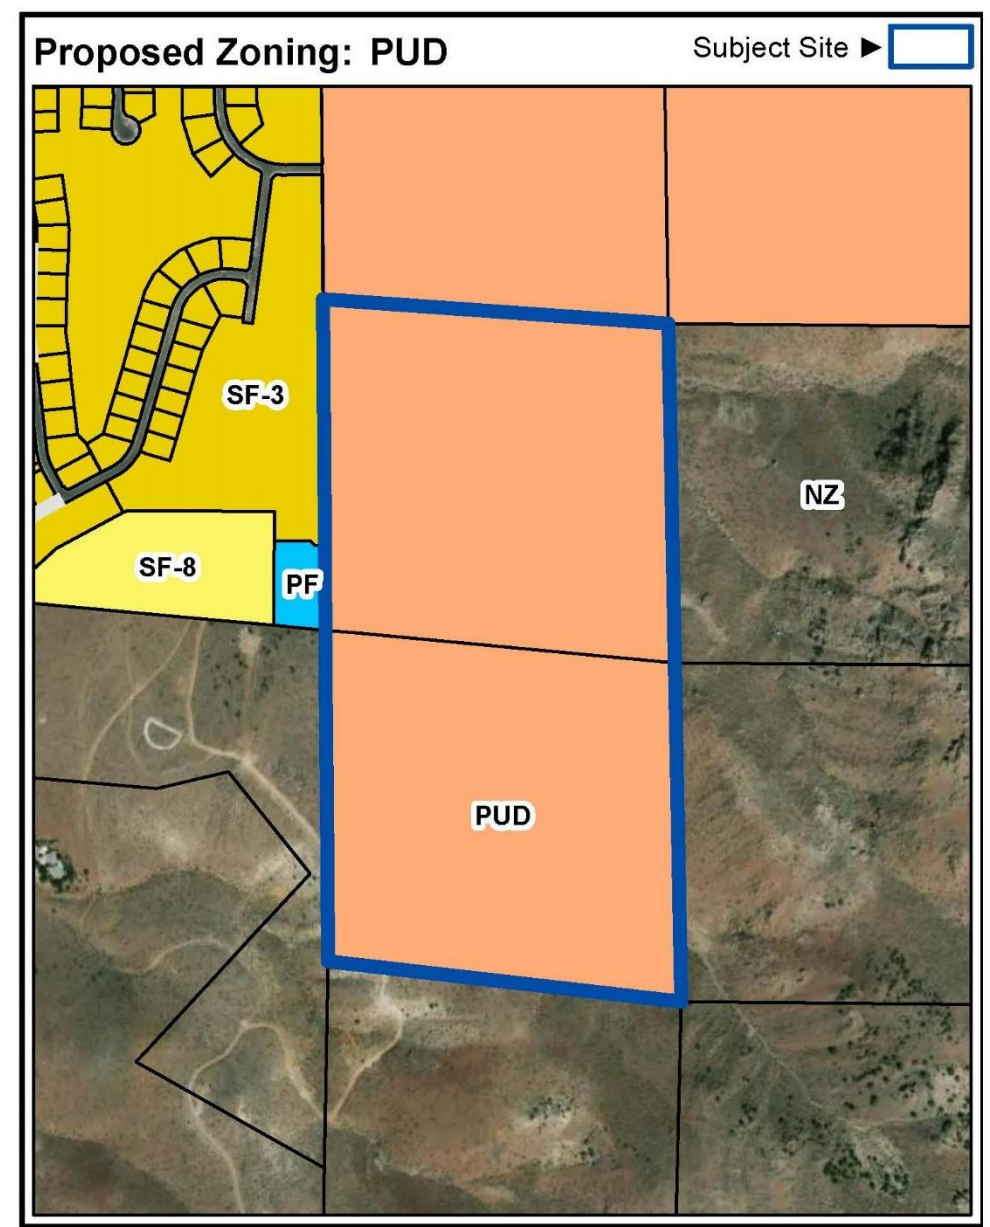 Proposed Zoning: PUD
Subject Site ►
SF-3
NZ
SF-8
PF
PUD